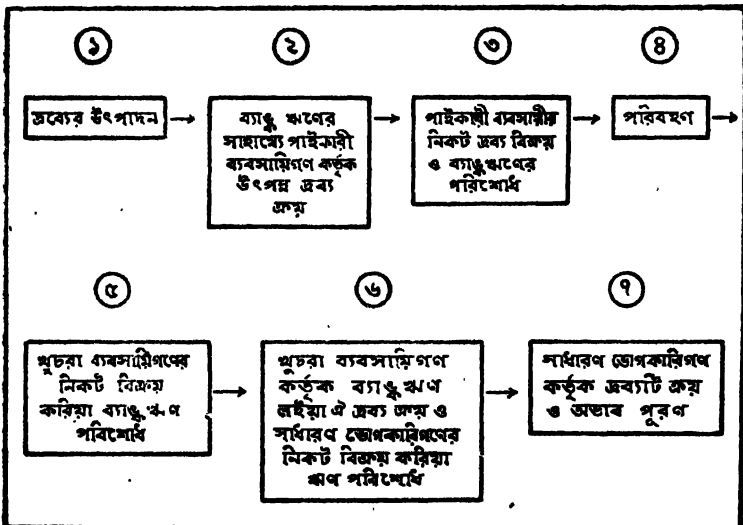 ১
২
৩
৪
দ্রব্যের উৎপাদন
ব্যাঙ্ক ঋণের
সাহায্যে পাইকারী
ব্যবসায়িগণ কর্তৃক
উৎপন্ন দ্রব্য
ক্রয়
পাইকারী ব্যবসায়ীর
নিকট দ্রব্য বিক্রয়
ও ব্যাঙ্কঋণের
পরিশোধ
পরিবহণ
৫
৬
৭
খুচরা ব্যবসায়িগণের
নিকট বিক্রয়
করিয়া ব্যাঙ্কঋণ
পরিশোধ
খুচরা ব্যবসায়িগণ
কর্তৃক ব্যাঙ্কঋণ
লইয়া ঐ দ্রব্য ক্রয় ও
সাধারণ ভোগকারিগণের
নিকট বিক্রয় করিয়া
ঋণ পরিশোধ
সাধারণ ভোগকারিগণ
কর্তৃক দ্রব্যটি ক্রয়
ও অভাব পূরণ